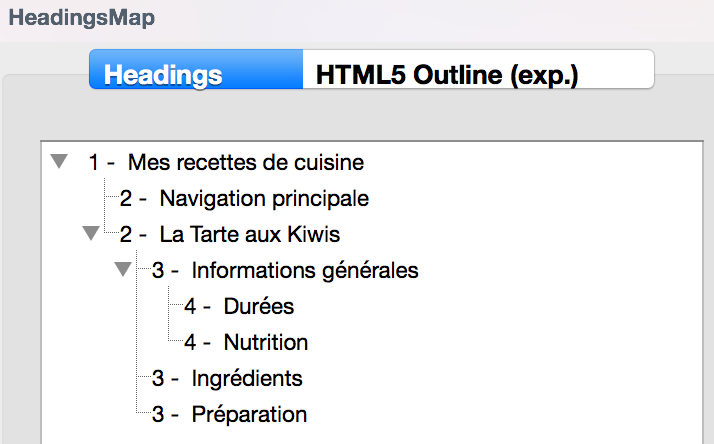 HeadingsMap
Headings HTML5 Outline (exp.)
1 - Mes recettes de cuisine
2 - Navigation principale
2 - La Tarte aux Kiwis
3 - Informations générales
4 - Durées
4 - Nutrition
3 - Ingrédients
3 - Préparation